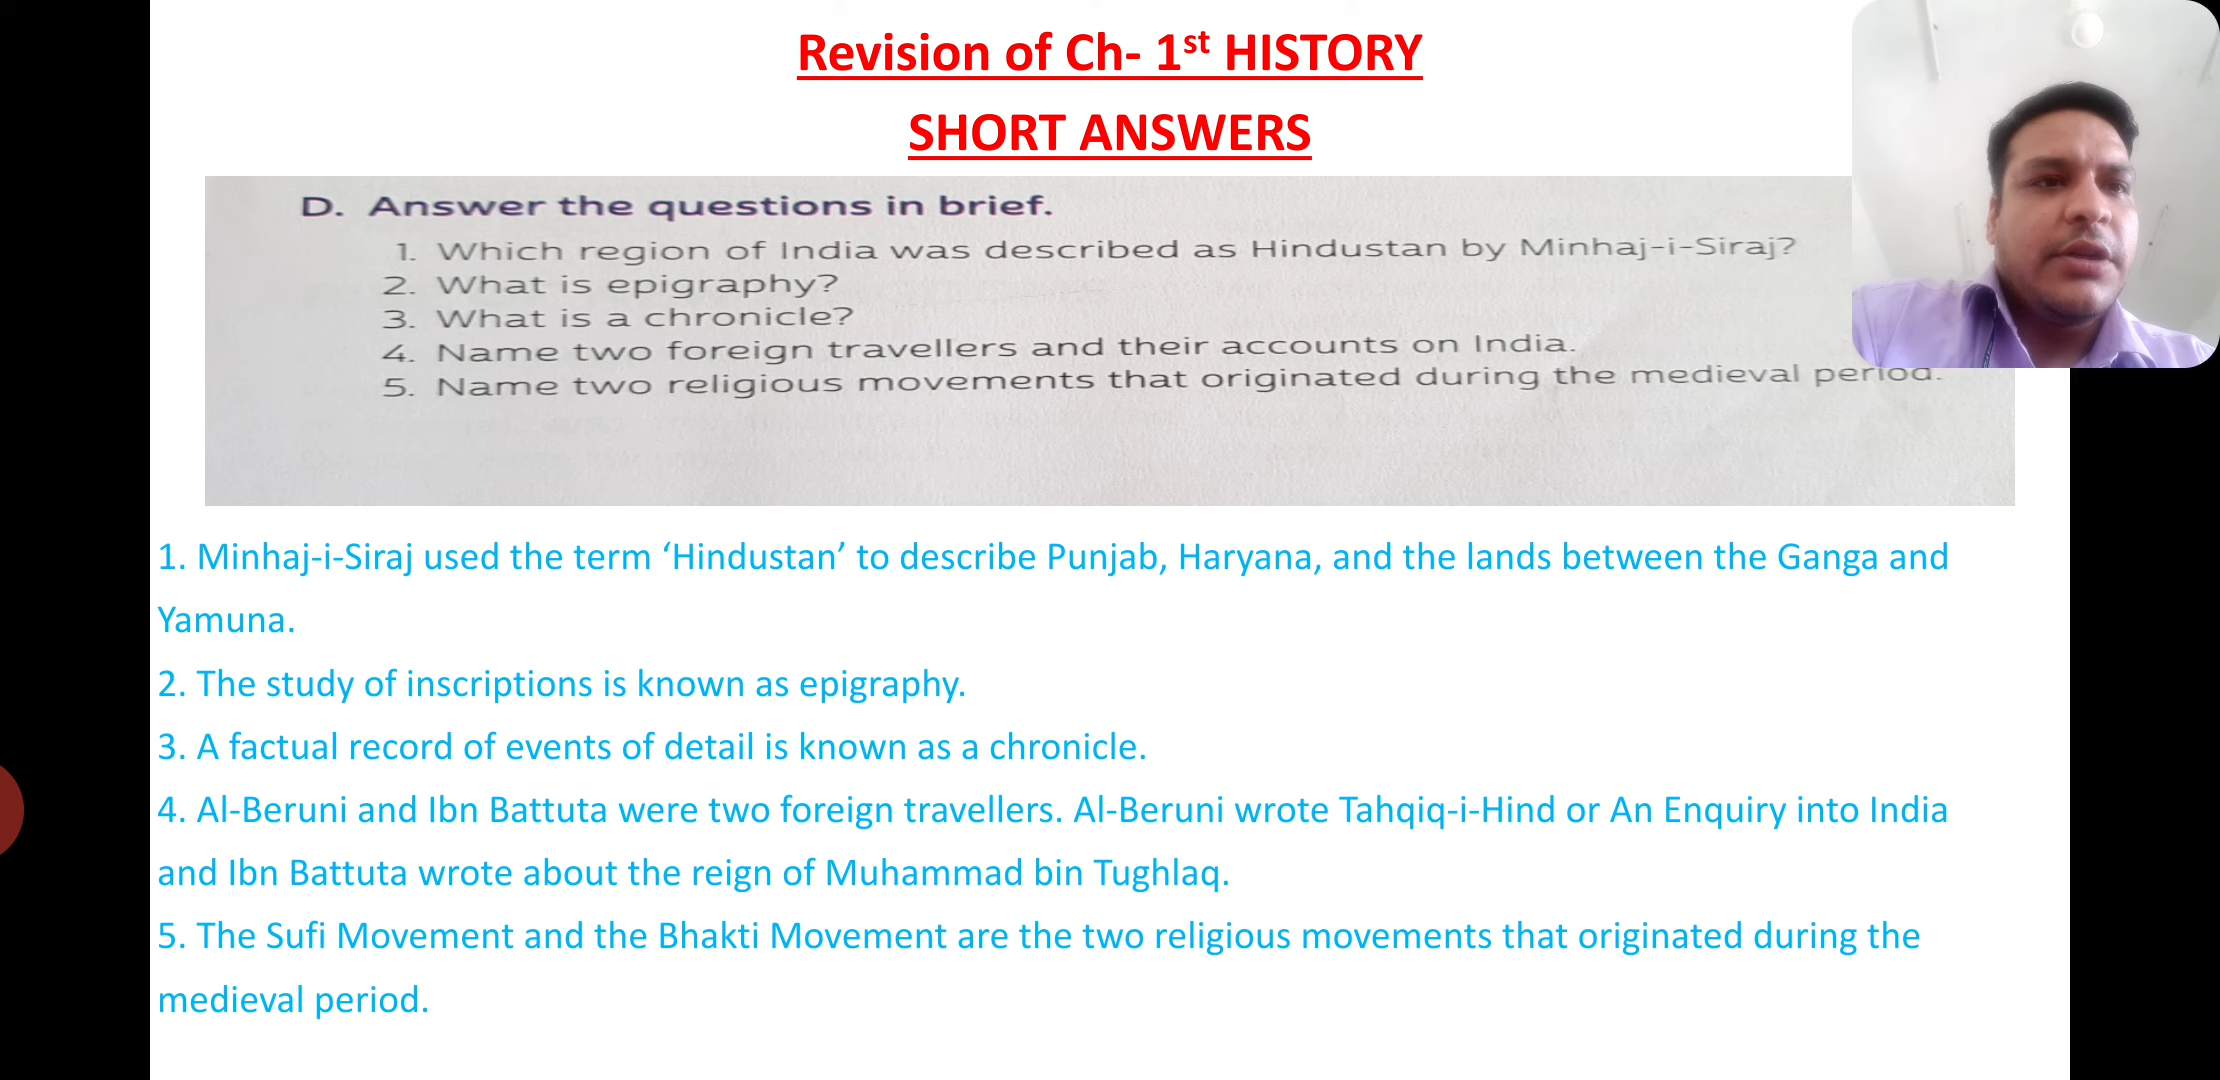 Revision of Ch- 1st HISTORY
SHORT ANSWERS
D. Answer the questions in brief.
1. Which region of India was described as Hindustan by Minhaj-i-Siraj?
2. What is epigraphy?
3. What is a chronicle?
4. Name two foreign travellers and their accounts on India.
5. Name two religious movements that originated during the medieval period.
1. Minhaj-i-Siraj used the term ‘Hindustan’ to describe Punjab, Haryana, and the lands between the Ganga and
Yamuna.
2. The study of inscriptions is known as epigraphy.
3. A factual record of events of detail is known as a chronicle.
4. Al-Beruni and Ibn Battuta were two foreign travellers. Al-Beruni wrote Tahqiq-i-Hind or An Enquiry into India
and Ibn Battuta wrote about the reign of Muhammad bin Tughlaq.
5. The Sufi Movement and the Bhakti Movement are the two religious movements that originated during the
medieval period.